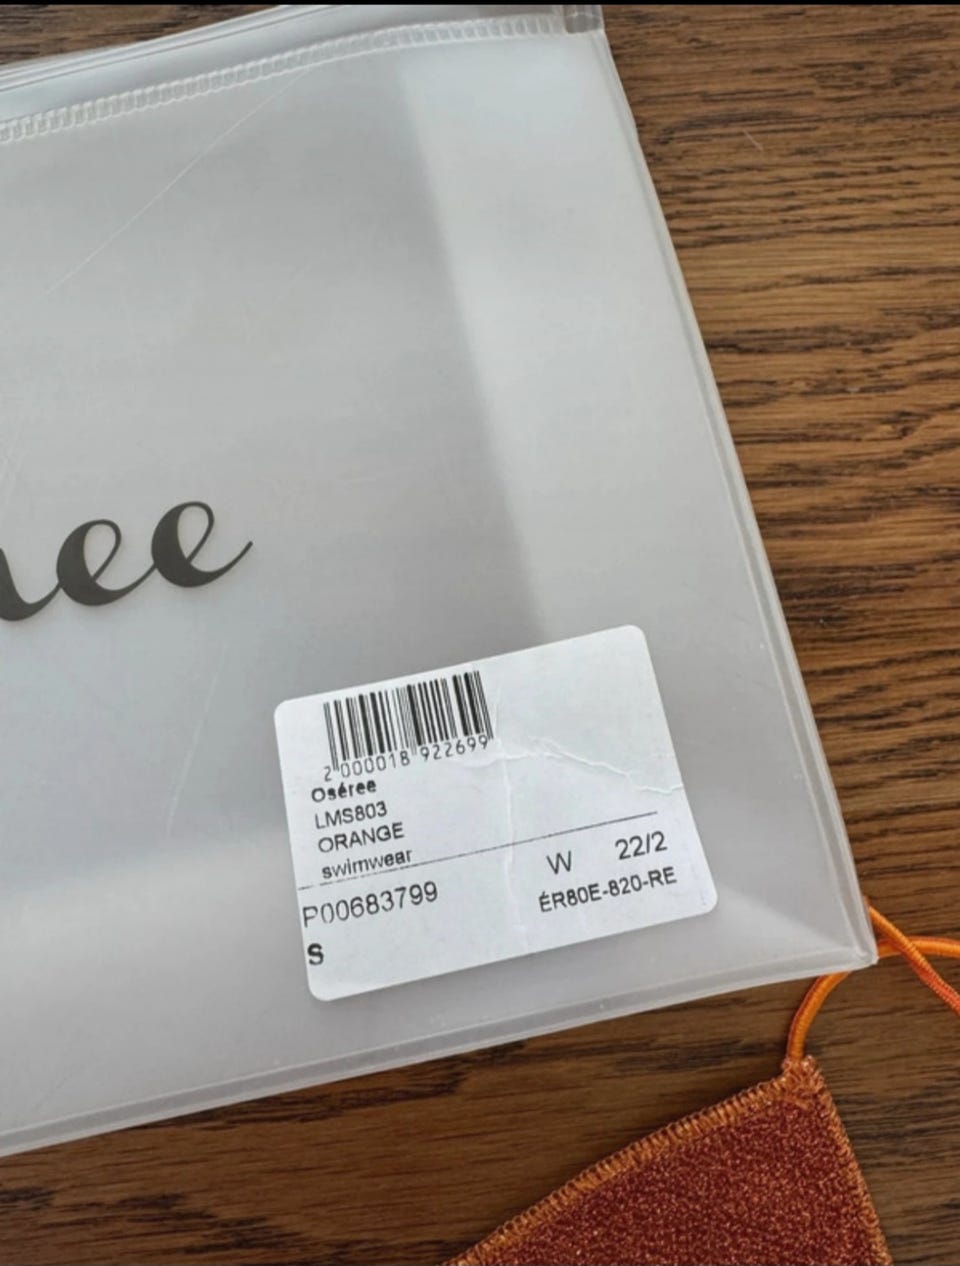 ee
2 000018 922699
Oséree
LMS803
ORANGE
swimwear
W 22/2
P00683799
ÉR80E-820-RE
S